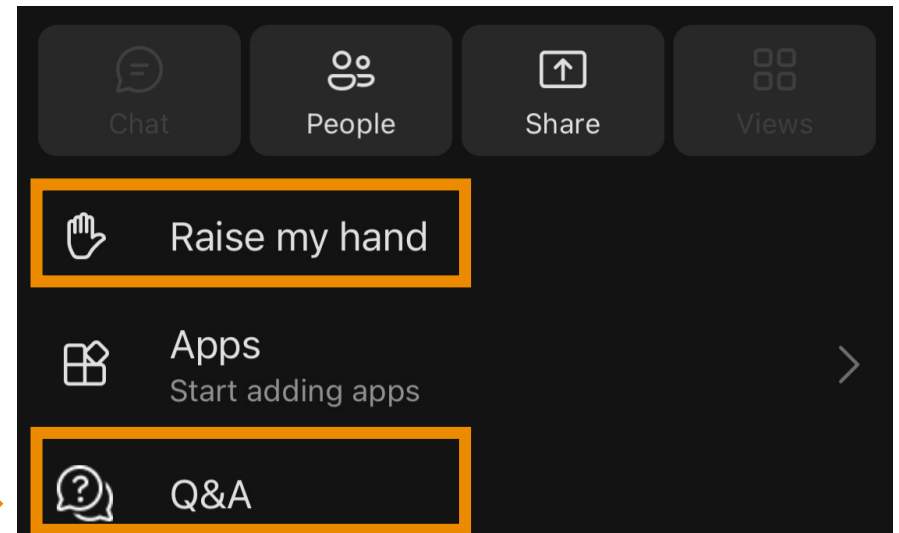 Chat
People
Share
Views
Raise my hand
Apps
Start adding apps
Q&A